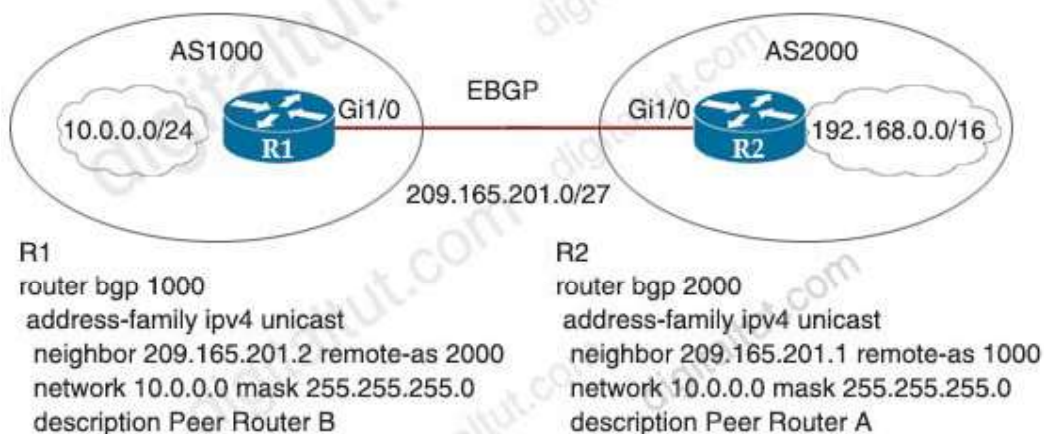 AS1000
AS2000
EBGP
Gi1/0
Gi1/0
10.0.0.0/24
192.168.0.0/16
R1
R2
209.165.201.0/27
R1
router bgp 1000
address-family ipv4 unicast
neighbor 209.165.201.2 remote-as 2000
network 10.0.0.0 mask 255.255.255.0
description Peer Router B
R2
router bgp 2000
address-family ipv4 unicast
neighbor 209.165.201.1 remote-as 1000
network 10.0.0.0 mask 255.255.255.0
description Peer Router A
digitaltut.com